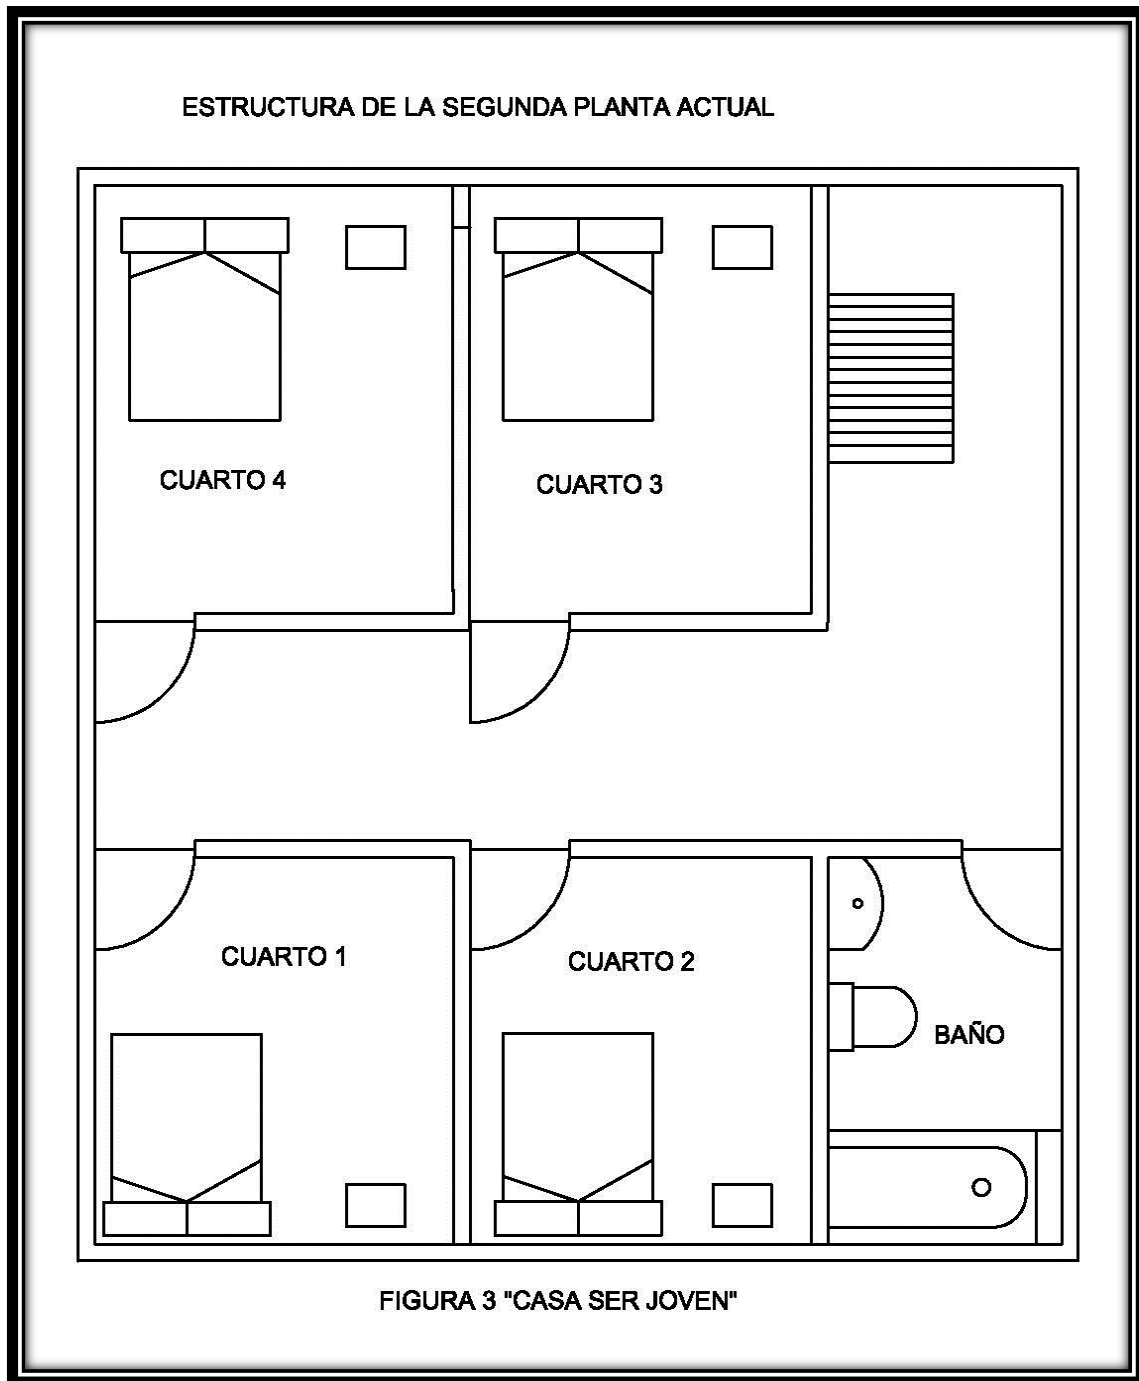 ESTRUCTURA DE LA SEGUNDA PLANTA ACTUAL
CUARTO 4
CUARTO 3
CUARTO 1
CUARTO 2
BAÑO
FIGURA 3 "CASA SER JOVEN"